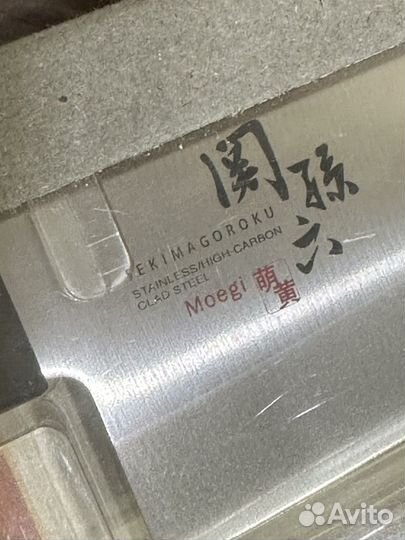 関孫六
SEKIMAGOROKU
STAINLESS/HIGH-CARBON
CLAD STEEL
Moegi 萌黄
Avito